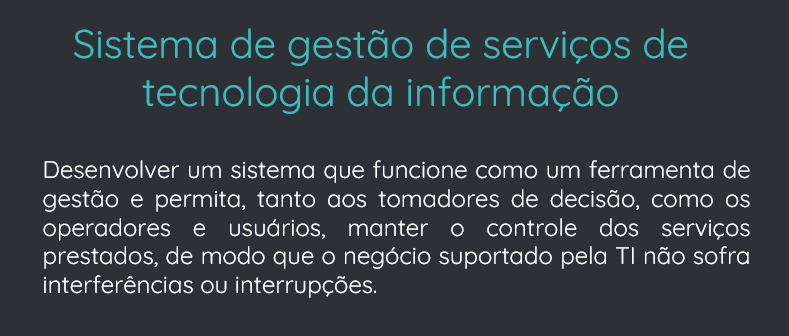 Sistema de gestão de serviços de
tecnologia da informação
Desenvolver um sistema que funcione como um ferramenta de
gestão e permita, tanto aos tomadores de decisão, como os
operadores e usuários, manter o controle dos serviços
prestados, de modo que o negócio suportado pela TI não sofra
interferências ou interrupções.